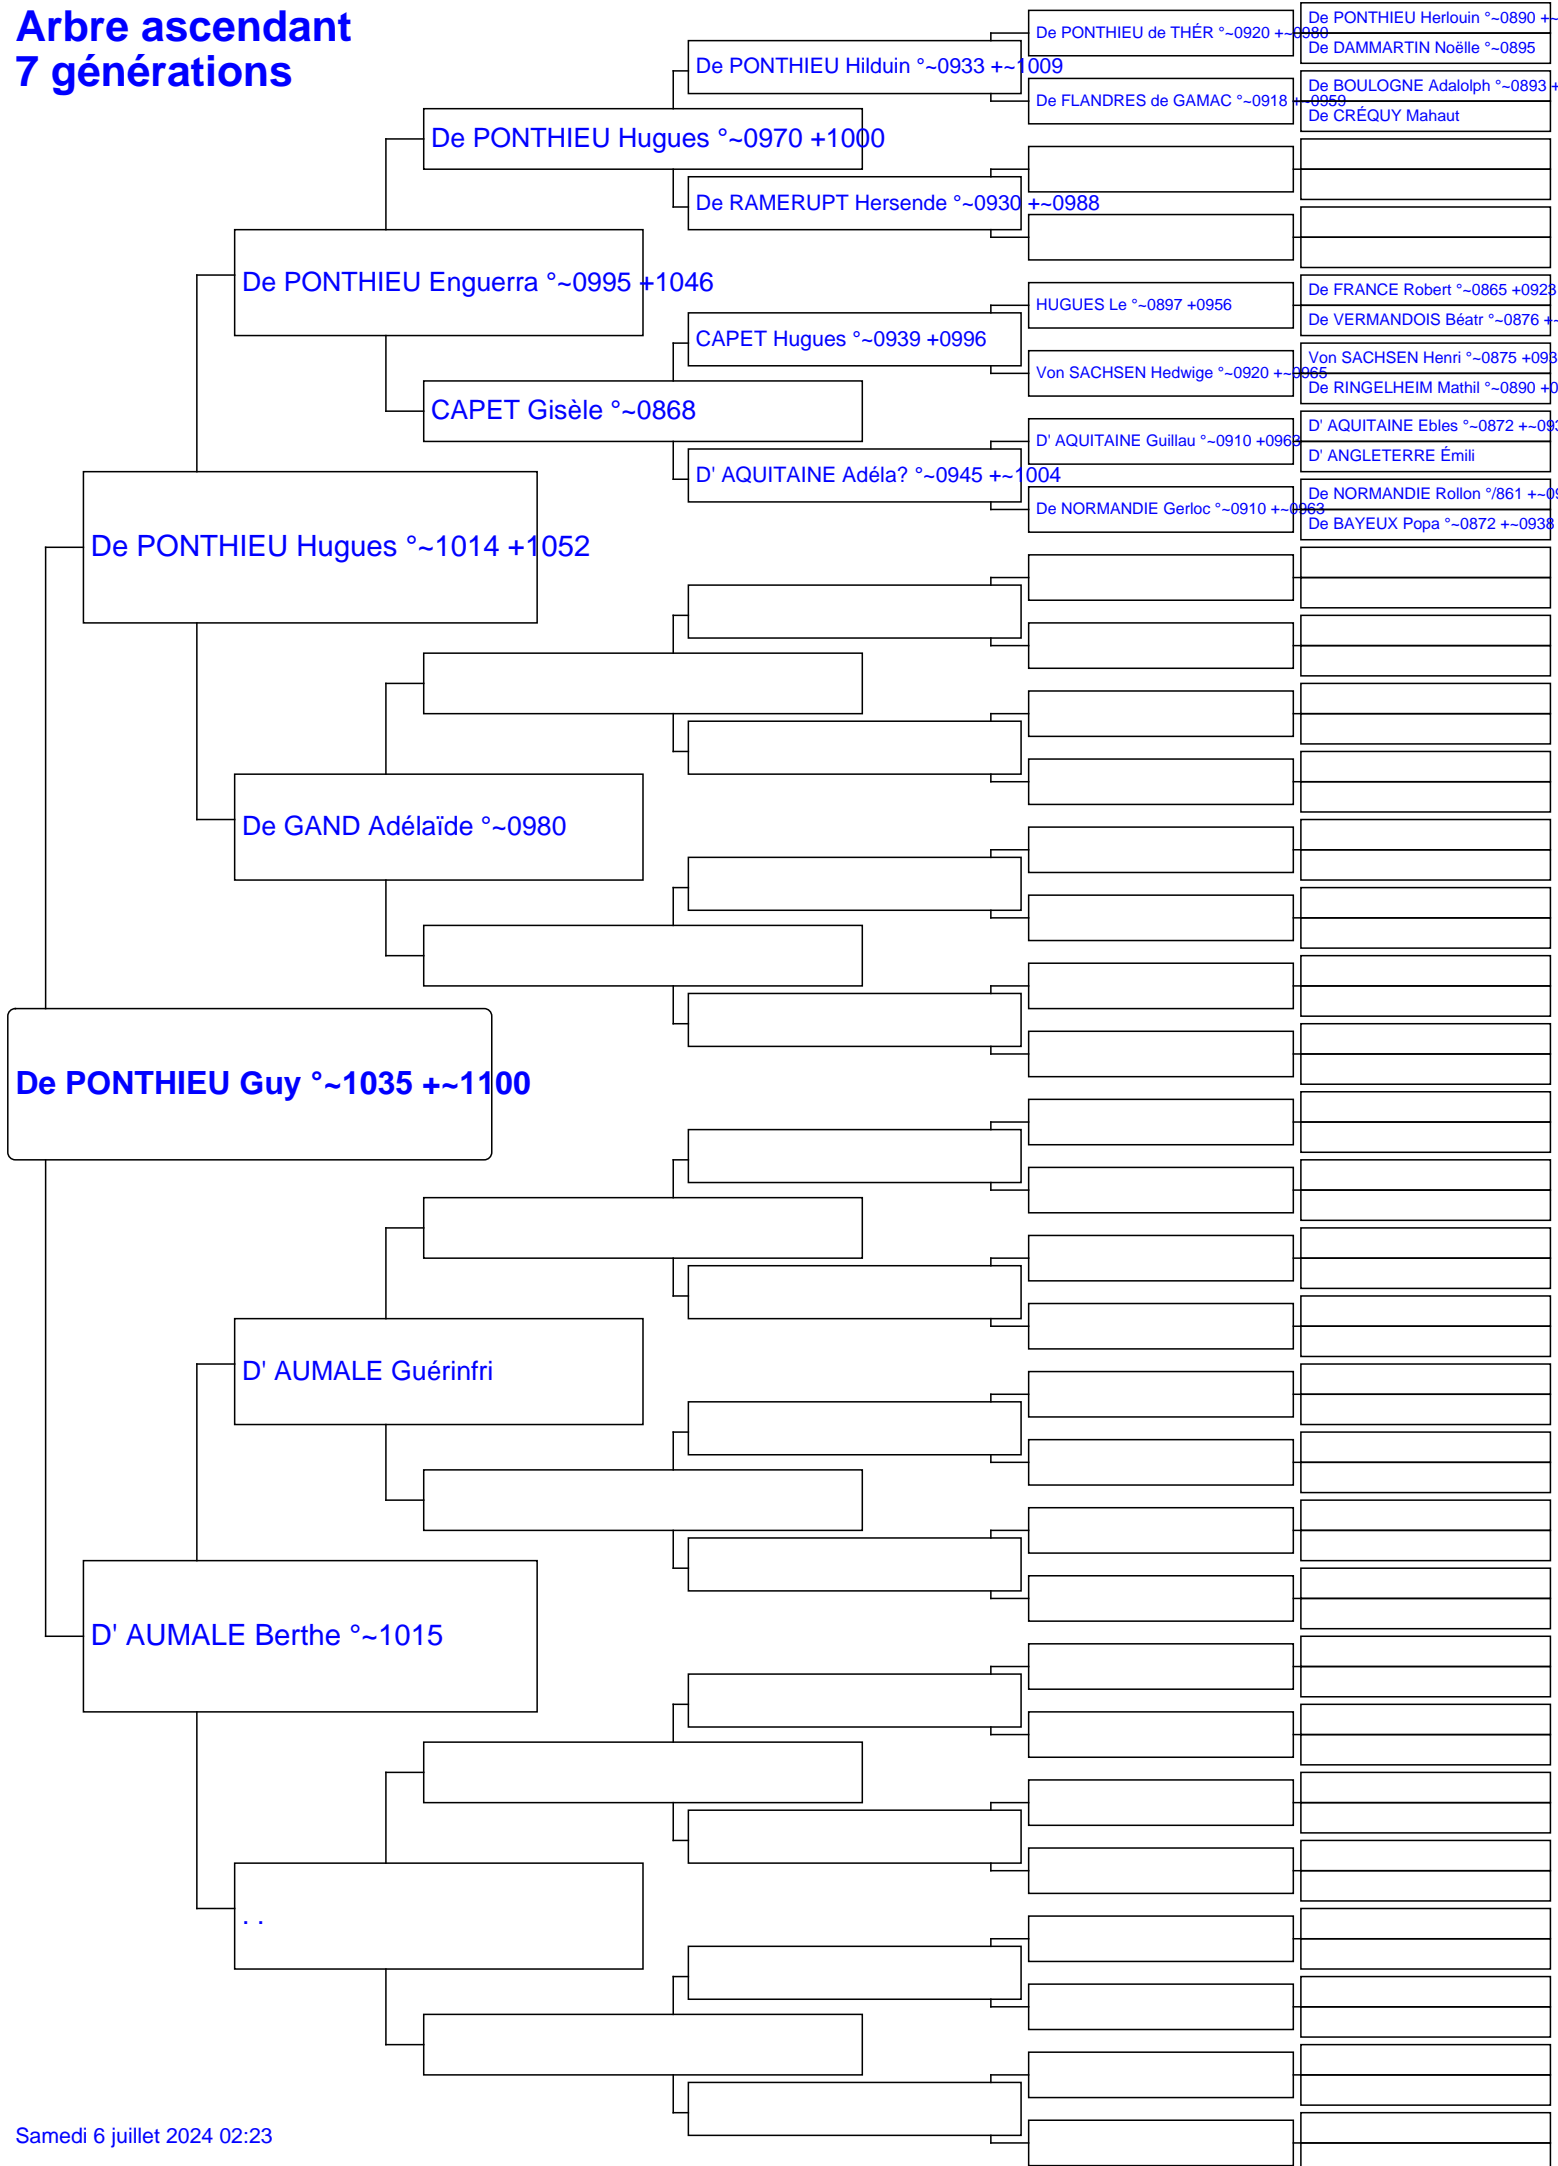 Arbre ascendant
7 générations
De PONTHIEU Guy °~1035 +~1100
De PONTHIEU Hugues °~1014 +1052
D' AUMALE Berthe °~1015
De PONTHIEU Enguerra °~0995 +1046
De GAND Adélaïde °~0980
D' AUMALE Guérinfri
. .
De PONTHIEU Hugues °~0970 +1000
CAPET Gisèle °~0868
De PONTHIEU Hilduin °~0933 +~1009
De RAMERUPT Hersende °~0930 +~0988
CAPET Hugues °~0939 +0996
D' AQUITAINE Adéla? °~0945 +~1004
De PONTHIEU de THÉR °~0920 +~0980
De FLANDRES de GAMAC °~0918 +~0959
HUGUES Le °~0897 +0956
Von SACHSEN Hedwige °~0920 +~0965
D' AQUITAINE Guillau °~0910 +0963
De NORMANDIE Gerloc °~0910 +~0963
De PONTHIEU Herlouin °~0890 +~
De DAMMARTIN Noëlle °~0895
De BOULOGNE Adalolph °~0893 +
De CRÉQUY Mahaut
De FRANCE Robert °~0865 +0923
De VERMANDOIS Béatr °~0876 +~
Von SACHSEN Henri °~0875 +093
De RINGELHEIM Mathil °~0890 +0
D' AQUITAINE Ebles °~0872 +~093
D' ANGLETERRE Émili
De NORMANDIE Rollon °/861 +~09
De BAYEUX Popa °~0872 +~0938
Samedi 6 juillet 2024 02:23